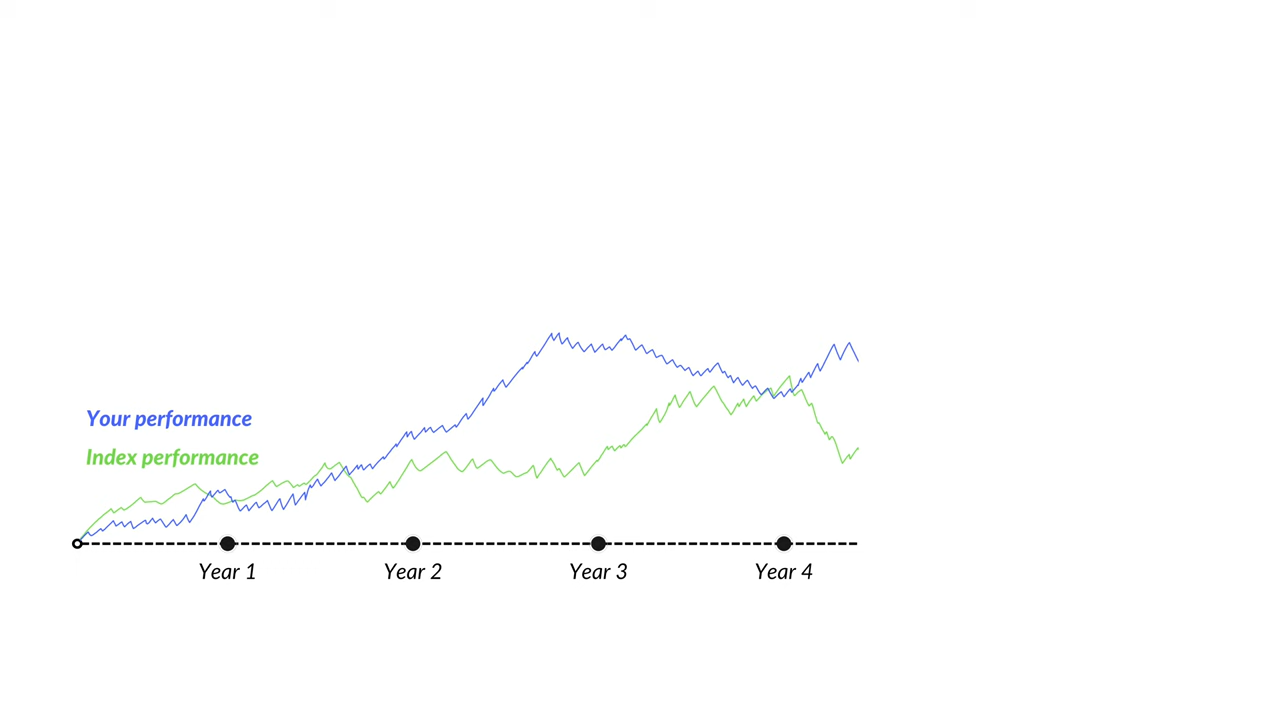 Your performance
Index performance
Year 1
Year 2
Year 3
Year 4